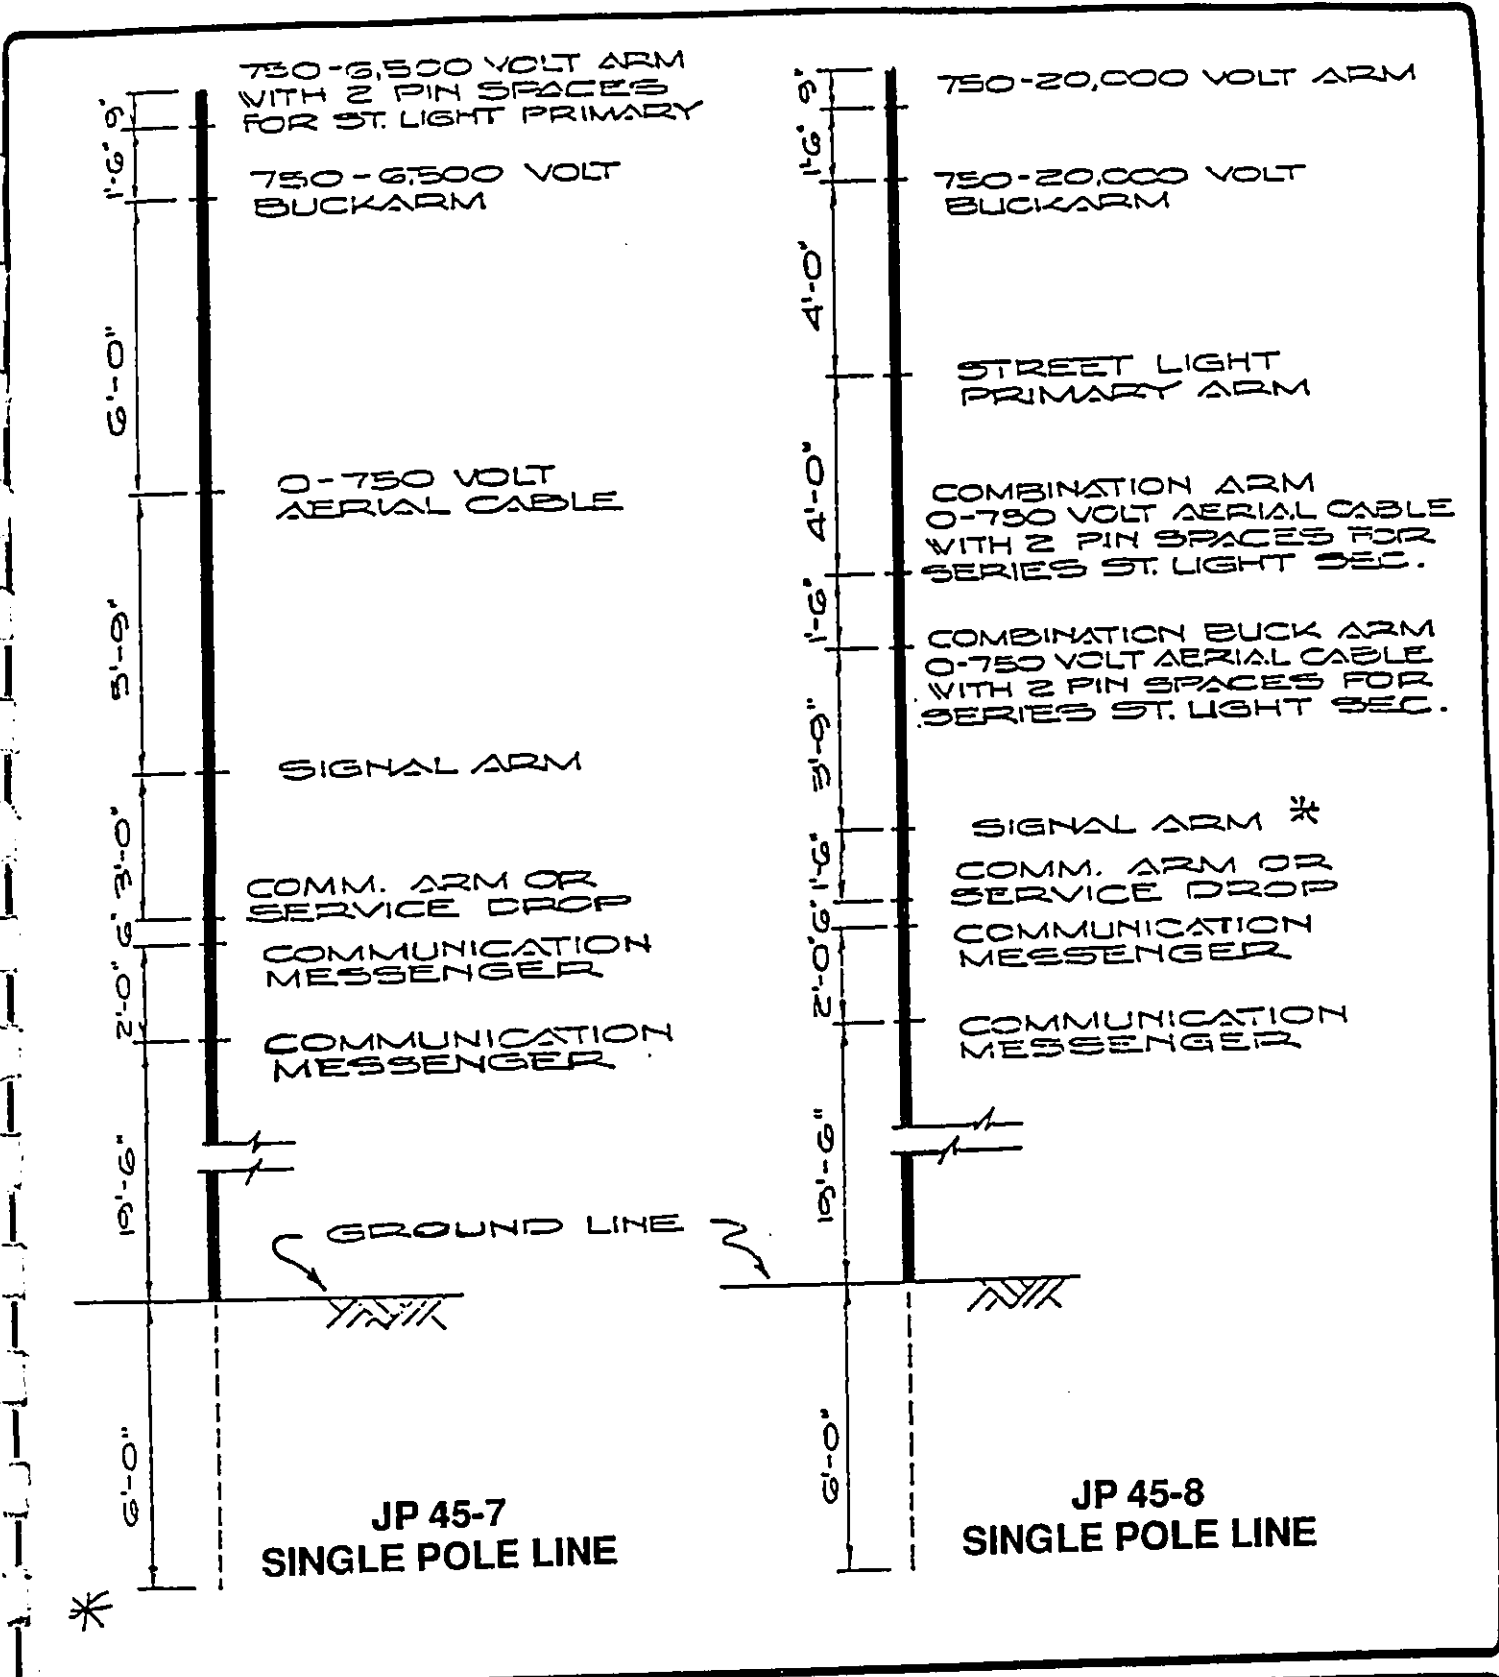 750-6,500 VOLT ARM
WITH 2 PIN SPACES
FOR ST. LIGHT PRIMARY
9"
1'-6"
750-6,500 VOLT
BUCKARM
6'-0"
0-750 VOLT
AERIAL CABLE
5'-9"
SIGNAL ARM
3'-0"
COMM. ARM OR
SERVICE DROP
6"
COMMUNICATION
MESSENGER
2'-0"
COMMUNICATION
MESSENGER
19'-6"
GROUND LINE
6'-0"
JP 45-7
SINGLE POLE LINE
*
9"
750-20,000 VOLT ARM
1'-6"
750-20,000 VOLT
BUCKARM
4'-0"
STREET LIGHT
PRIMARY ARM
4'-0"
COMBINATION ARM
0-750 VOLT AERIAL CABLE
WITH 2 PIN SPACES FOR
SERIES ST. LIGHT SEC.
1'-6"
COMBINATION BUCK ARM
0-750 VOLT AERIAL CABLE
WITH 2 PIN SPACES FOR
SERIES ST. LIGHT SEC.
3'-9"
SIGNAL ARM *
1'-6"
COMM. ARM OR
SERVICE DROP
6"
COMMUNICATION
MESSENGER
2'-0"
COMMUNICATION
MESSENGER
19'-6"
6'-0"
JP 45-8
SINGLE POLE LINE